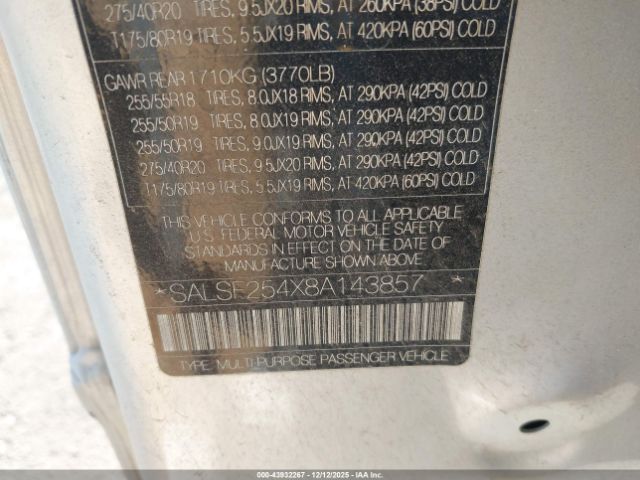 275/40R20 TIRES, 9.5JX20 RIMS, AT 260KPA (38PSI) COLD
T175/80R19 TIRES, 5.5JX19 RIMS, AT 420KPA (60PSI) COLD
GAWR REAR 1710KG (3770LB)
255/55R18 TIRES, 8.0JX18 RIMS, AT 290KPA (42PSI) COLD
255/50R19 TIRES, 8.0JX19 RIMS, AT 290KPA (42PSI) COLD
255/50R19 TIRES, 9.0JX19 RIMS, AT 290KPA (42PSI) COLD
275/40R20 TIRES, 9.5JX20 RIMS, AT 290KPA (42PSI) COLD
T175/80R19 TIRES, 5.5JX19 RIMS, AT 420KPA (60PSI) COLD
THIS VEHICLE CONFORMS TO ALL APPLICABLE
U.S. FEDERAL MOTOR VEHICLE SAFETY
STANDARDS IN EFFECT ON THE DATE OF
MANUFACTURE SHOWN ABOVE.
*SALSF254X8A143857 *
TYPE: MULTI-PURPOSE PASSENGER VEHICLE
000-43932267 - 12/12/2025 - IAAI.COM